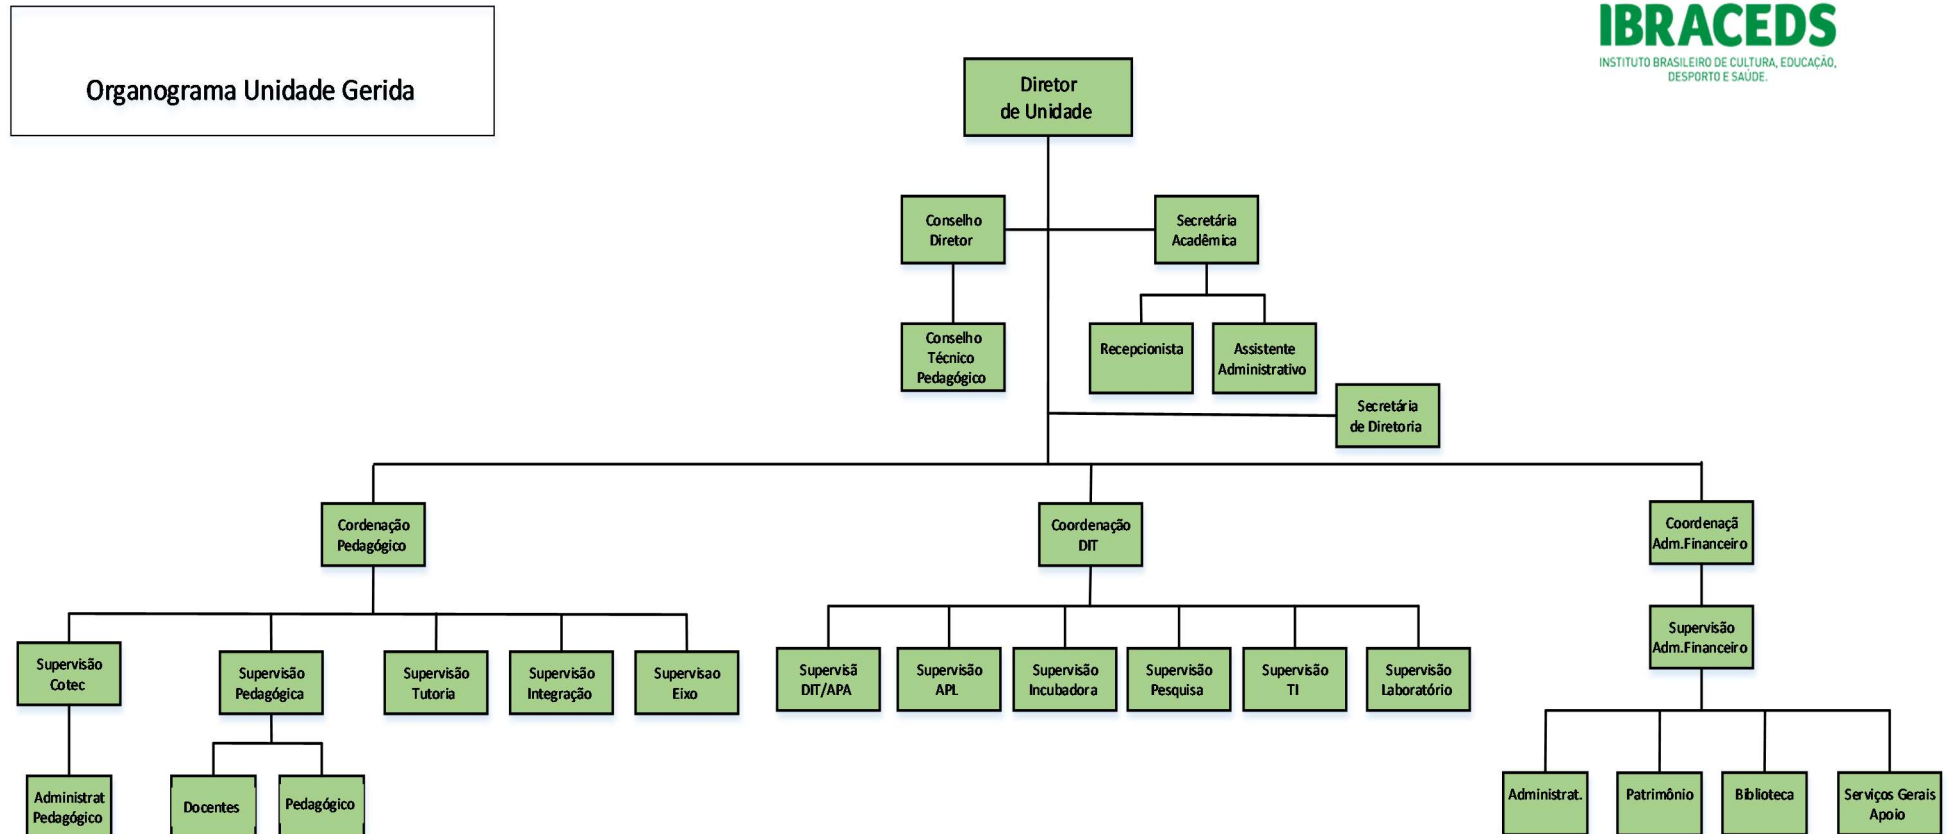 IBRACEDS
INSTITUTO BRASILEIRO DE CULTURA, EDUCAÇÃO,
DESPORTO E SAÚDE.
Organograma Unidade Gerida
Diretor
de Unidade
Conselho
Diretor
Secretária
Acadêmica
Conselho
Técnico
Pedagógico
Recepcionista
Assistente
Administrativo
Secretária
de Diretoria
Cordenação
Pedagógico
Coordenação
DIT
Coordenaçã
Adm.Financeiro
Supervisão
Adm.Financeiro
Supervisão
Cotec
Supervisão
Pedagógica
Supervisão
Tutoria
Supervisão
Integração
Supervisao
Eixo
Supervisã
DIT/APA
Supervisão
APL
Supervisão
Incubadora
Supervisão
Pesquisa
Supervisão
TI
Supervisão
Laboratório
Administrat
Pedagógico
Docentes
Pedagógico
Administrat.
Patrimônio
Biblioteca
Serviços Gerais
Apoio